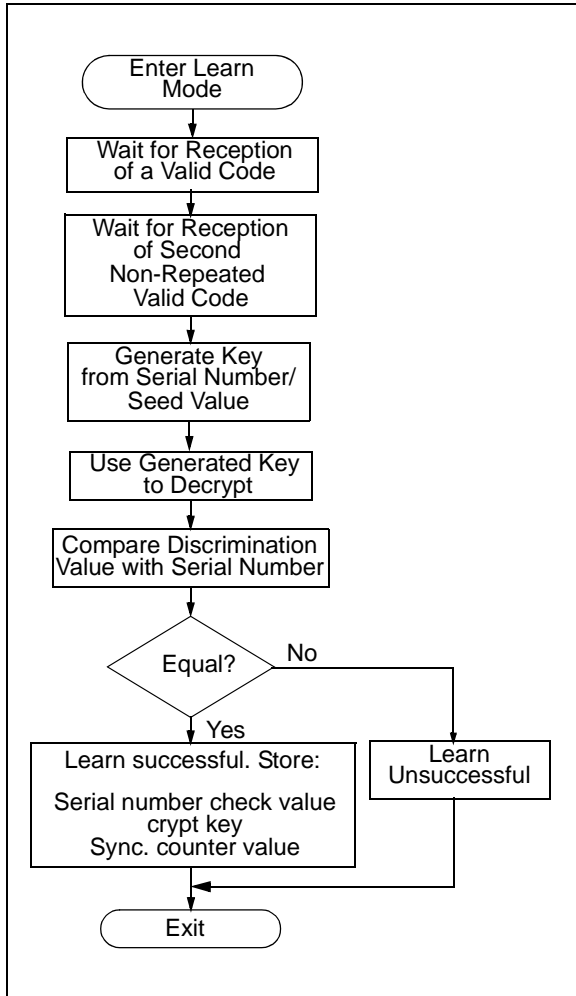 Enter Learn
Mode
Wait for Reception
of a Valid Code
Wait for Reception
of Second
Non-Repeated
Valid Code
Generate Key
from Serial Number/
Seed Value
Use Generated Key
to Decrypt
Compare Discrimination
Value with Serial Number
Equal?
No
Yes
Learn successful. Store:
Serial number check value
crypt key
Sync. counter value
Learn
Unsuccessful
Exit